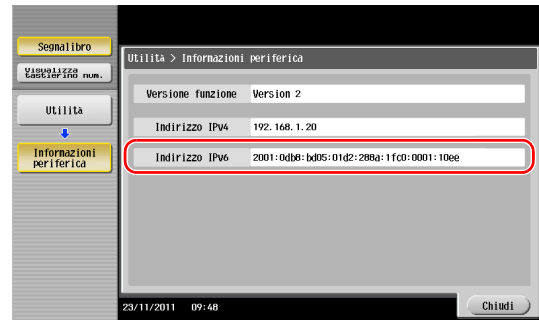 Segnalibro
Visualizza
tastierino num.
Utilità
Informazioni
periferica
Utilità > Informazioni periferica
Versione funzione Version 2
Indirizzo IPv4 192.168.1.20
Indirizzo IPv6 2001:0db8:bd05:01d2:288a:1fc0:0001:10ee
23/11/2011 09:48
Chiudi